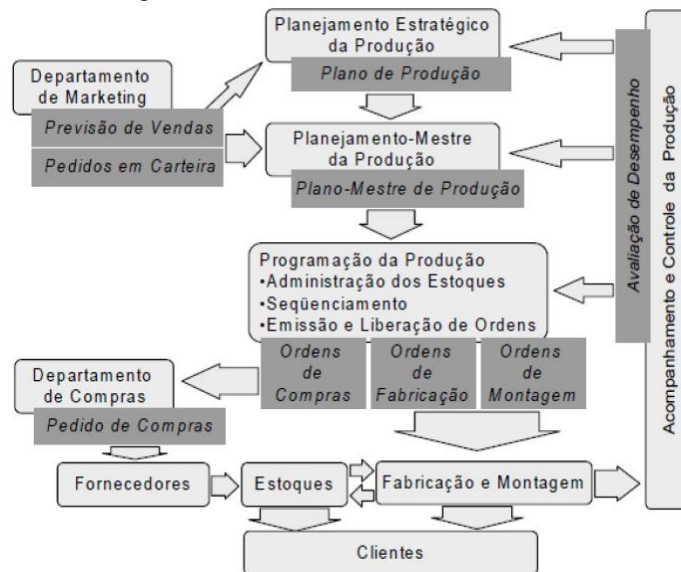 Planejamento Estratégico
da Produção
Plano de Produção
Departamento
de Marketing
Previsão de Vendas
Pedidos em Carteira
Planejamento-Mestre
da Produção
Plano-Mestre de Produção
Programação da Produção
•Administração dos Estoques
•Seqüenciamento
•Emissão e Liberação de Ordens
Ordens
de
Compras
Ordens
de
Fabricação
Ordens
de
Montagem
Departamento
de Compras
Pedido de Compras
Fornecedores
Estoques
Fabricação e Montagem
Clientes
Avaliação de Desempenho
Acompanhamento e Controle da Produção